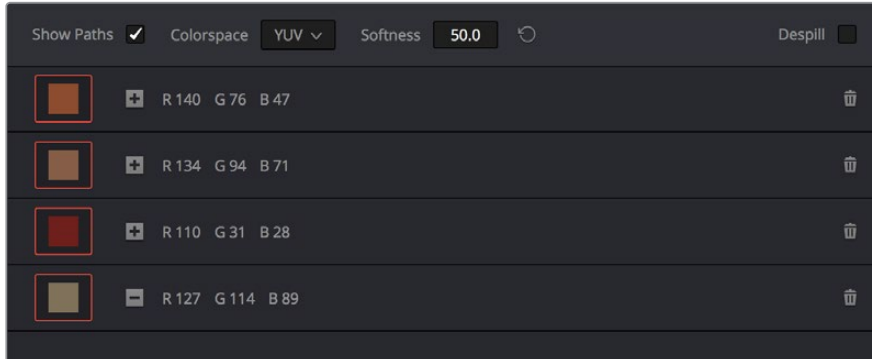 Show Paths Colorspace YUV Softness 50.0 Despill
R 140 G 76 B 47
R 134 G 94 B 71
R 110 G 31 B 28
R 127 G 114 B 89